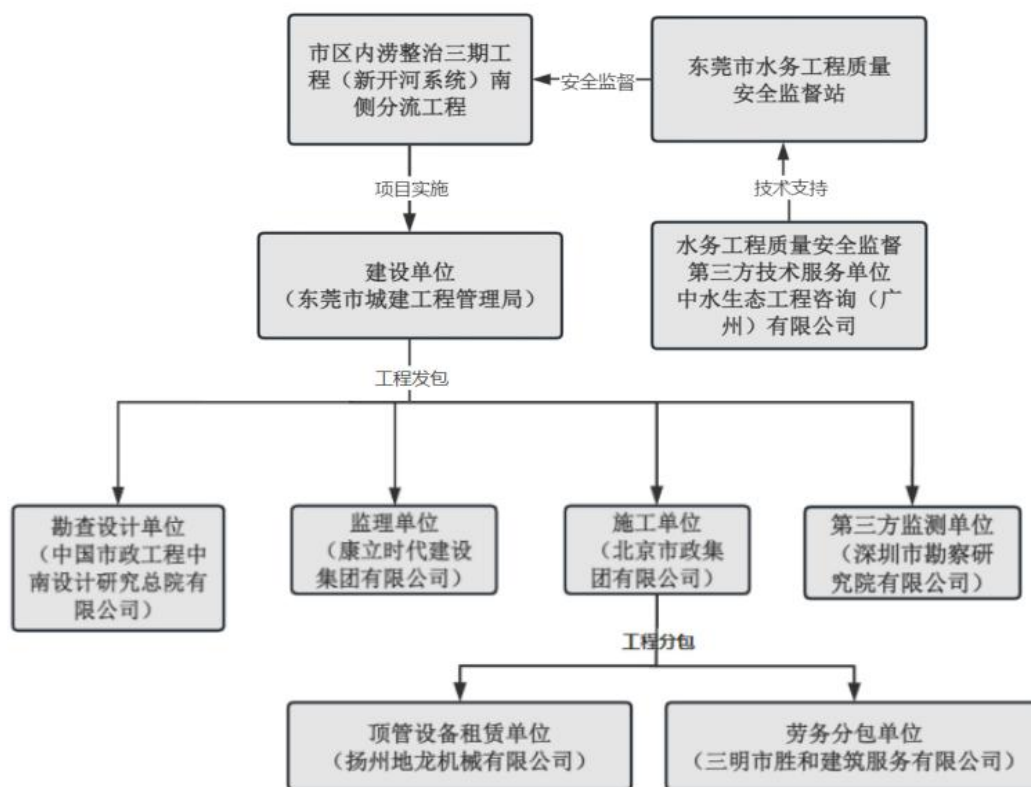 市区内涝整治三期工
程（新开河系统）南
侧分流工程
安全监督
东莞市水务工程质量
安全监督站
项目实施
技术支持
建设单位
（东莞市城建工程管理局）
水务工程质量安全监督
第三方技术服务单位
中水生态工程咨询（广
州）有限公司
工程发包
勘查设计单位
（中国市政工程中
南设计研究总院有
限公司）
监理单位
（康立时代建设
集团有限公司）
施工单位
（北京市政集
团有限公司）
第三方监测单位
（深圳市勘察研
究院有限公司）
工程分包
顶管设备租赁单位
（扬州地龙机械有限公司）
劳务分包单位
（三明市胜和建筑服务有限公司）